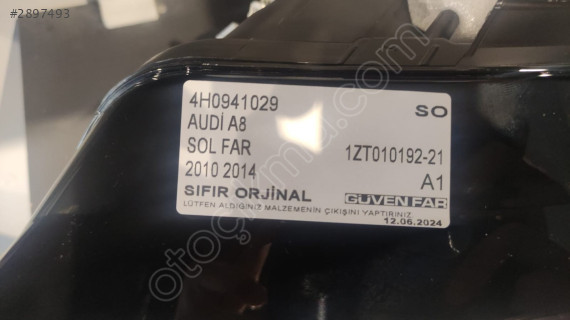 #2897493
4H0941029 SO
AUDİ A8
SOL FAR 1ZT010192-21
2010 2014 A1
SIFIR ORJİNAL GÜVEN FAR
LÜTFEN ALDIĞINIZ MALZEMENİN ÇIKIŞINI YAPTIRINIZ
12.06.2024
otogitma.com